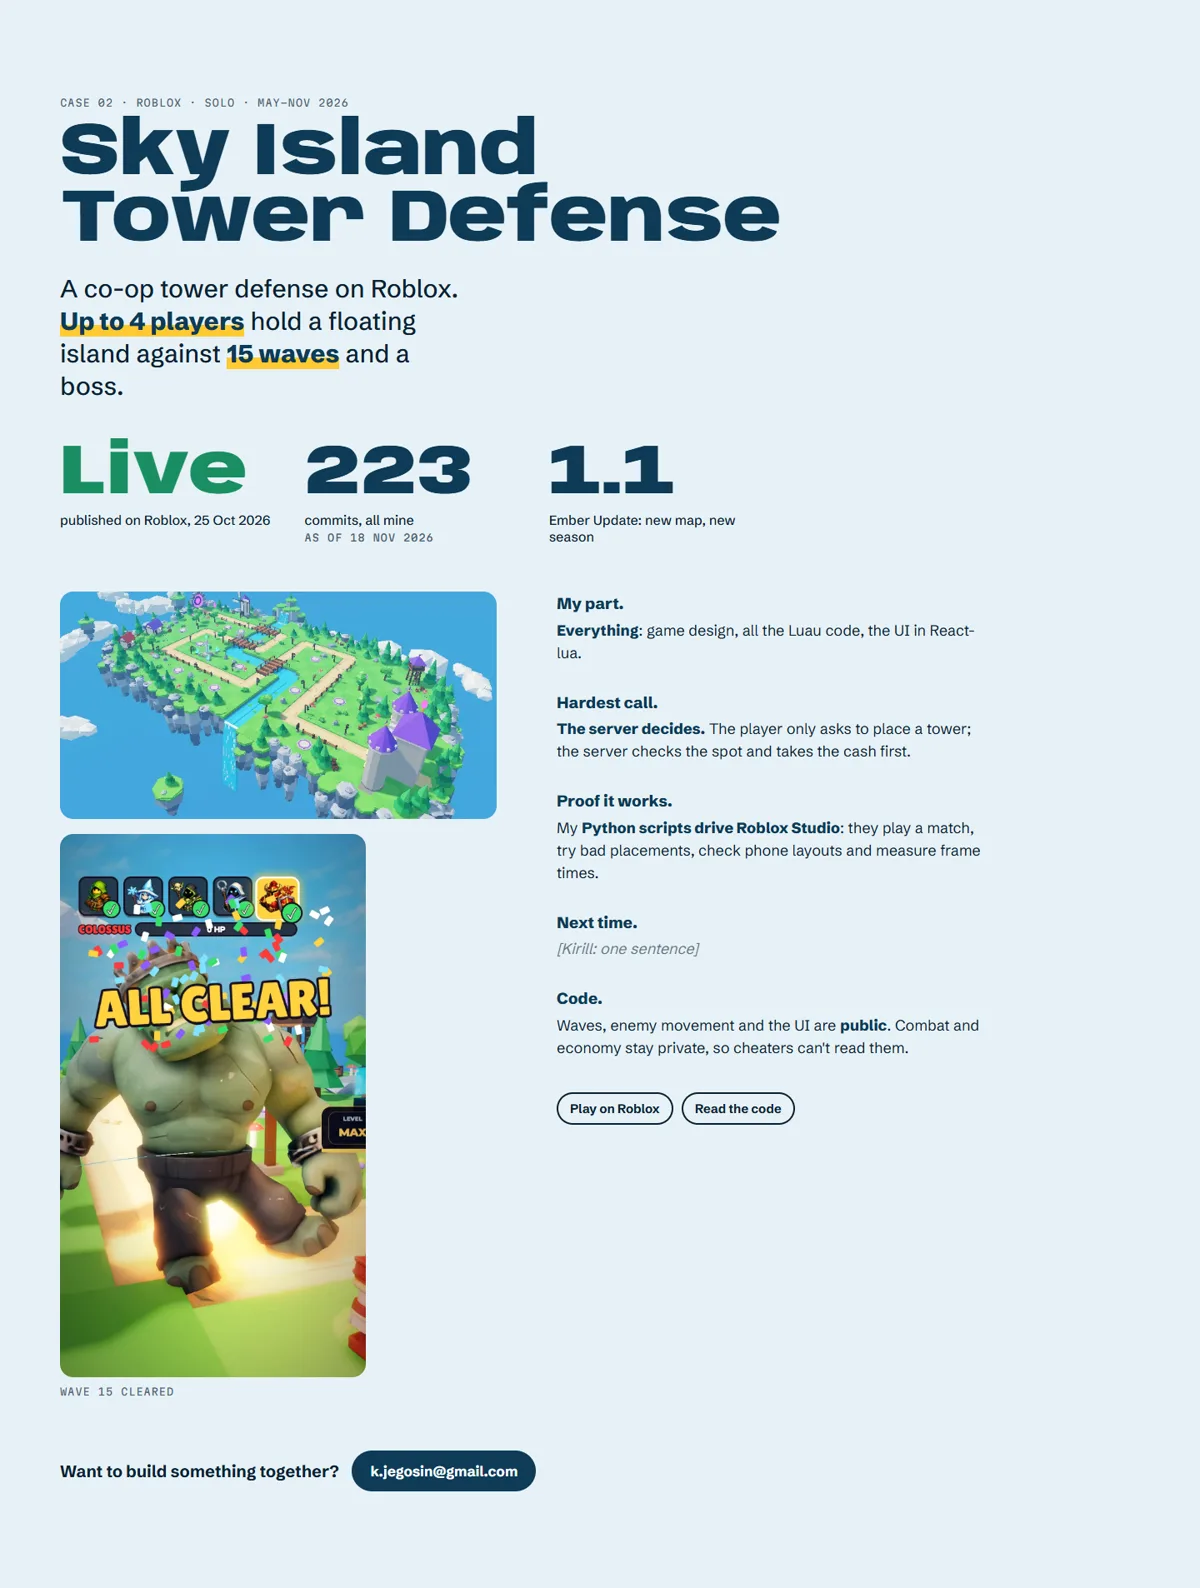 CASE 02 · ROBLOX · SOLO · MAY–NOV 2026
Sky Island
Tower Defense
A co-op tower defense on Roblox.
Up to 4 players hold a floating
island against 15 waves and a
boss.
Live
published on Roblox, 25 Oct 2026
223
commits, all mine
AS OF 18 NOV 2026
1.1
Ember Update: new map, new
season
COLOSSUS
0 HP
ALL CLEAR!
LEVEL
MAX
WAVE 15 CLEARED
My part.
Everything: game design, all the Luau code, the UI in React-
lua.
Hardest call.
The server decides. The player only asks to place a tower;
the server checks the spot and takes the cash first.
Proof it works.
My Python scripts drive Roblox Studio: they play a match,
try bad placements, check phone layouts and measure frame
times.
Next time.
[Kirill: one sentence]
Code.
Waves, enemy movement and the UI are public. Combat and
economy stay private, so cheaters can't read them.
Play on Roblox
Read the code
Want to build something together?
k.jegosin@gmail.com